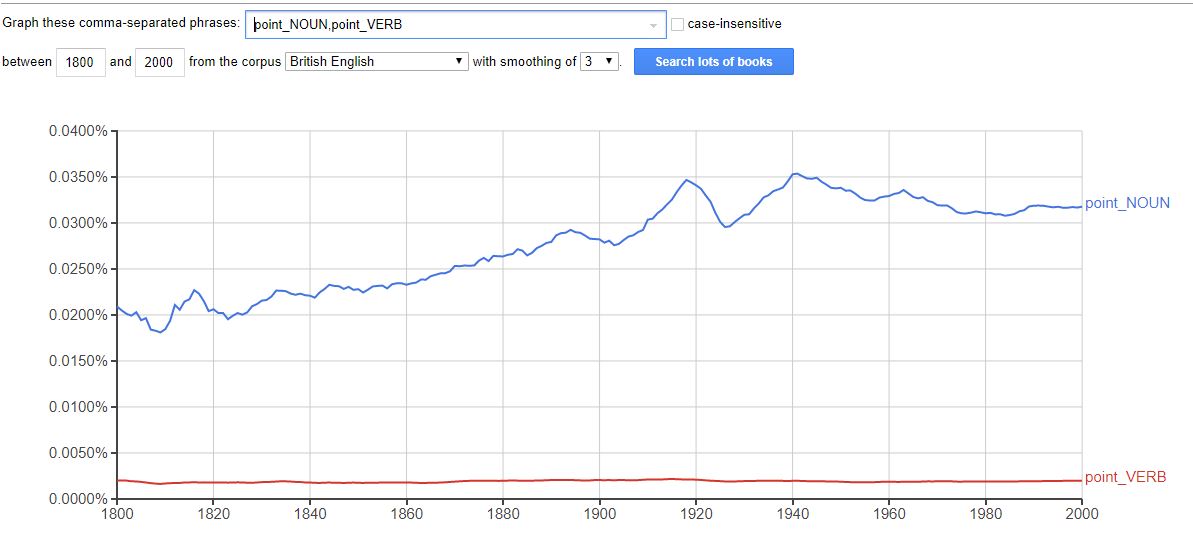 Graph these comma-separated phrases: point_NOUN,point_VERB case-insensitive
between 1800 and 2000 from the corpus British English with smoothing of 3 . Search lots of books
0.0400%
0.0350%
0.0300%
0.0250%
0.0200%
0.0150%
0.0100%
0.0050%
0.0000%
point_NOUN
point_VERB
1800 1820 1840 1860 1880 1900 1920 1940 1960 1980 2000